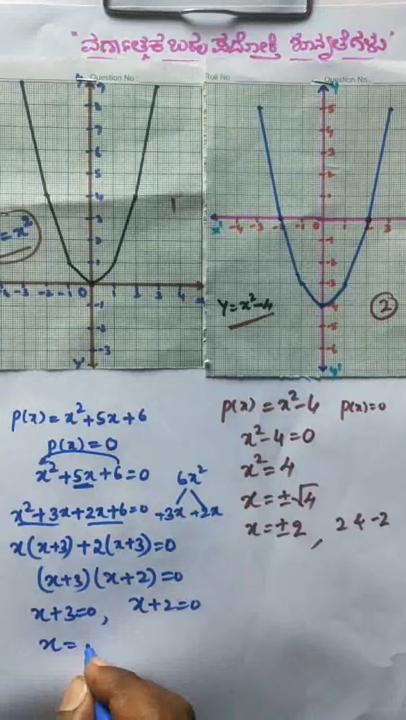 "ವರ್ಗಾತ್ಮಕ ಬಹು ಪದೋಕ್ತಿ ಶೂನ್ಯತೆಗಳು"
Question No
Roll No
Question No.
= x²
y = x² - 4
2
P(x) = x² + 5x + 6
P(x) = 0
x² + 5x + 6 = 0
6x²
x² + 3x + 2x + 6 = 0
+3x +2x
x(x+3) + 2(x+3) = 0
(x+3)(x+2) = 0
x+3=0, x+2=0
x =
P(x) = x² - 4 P(x) = 0
x² - 4 = 0
x² = 4
x = ±√4
x = ±2, 2 & -2